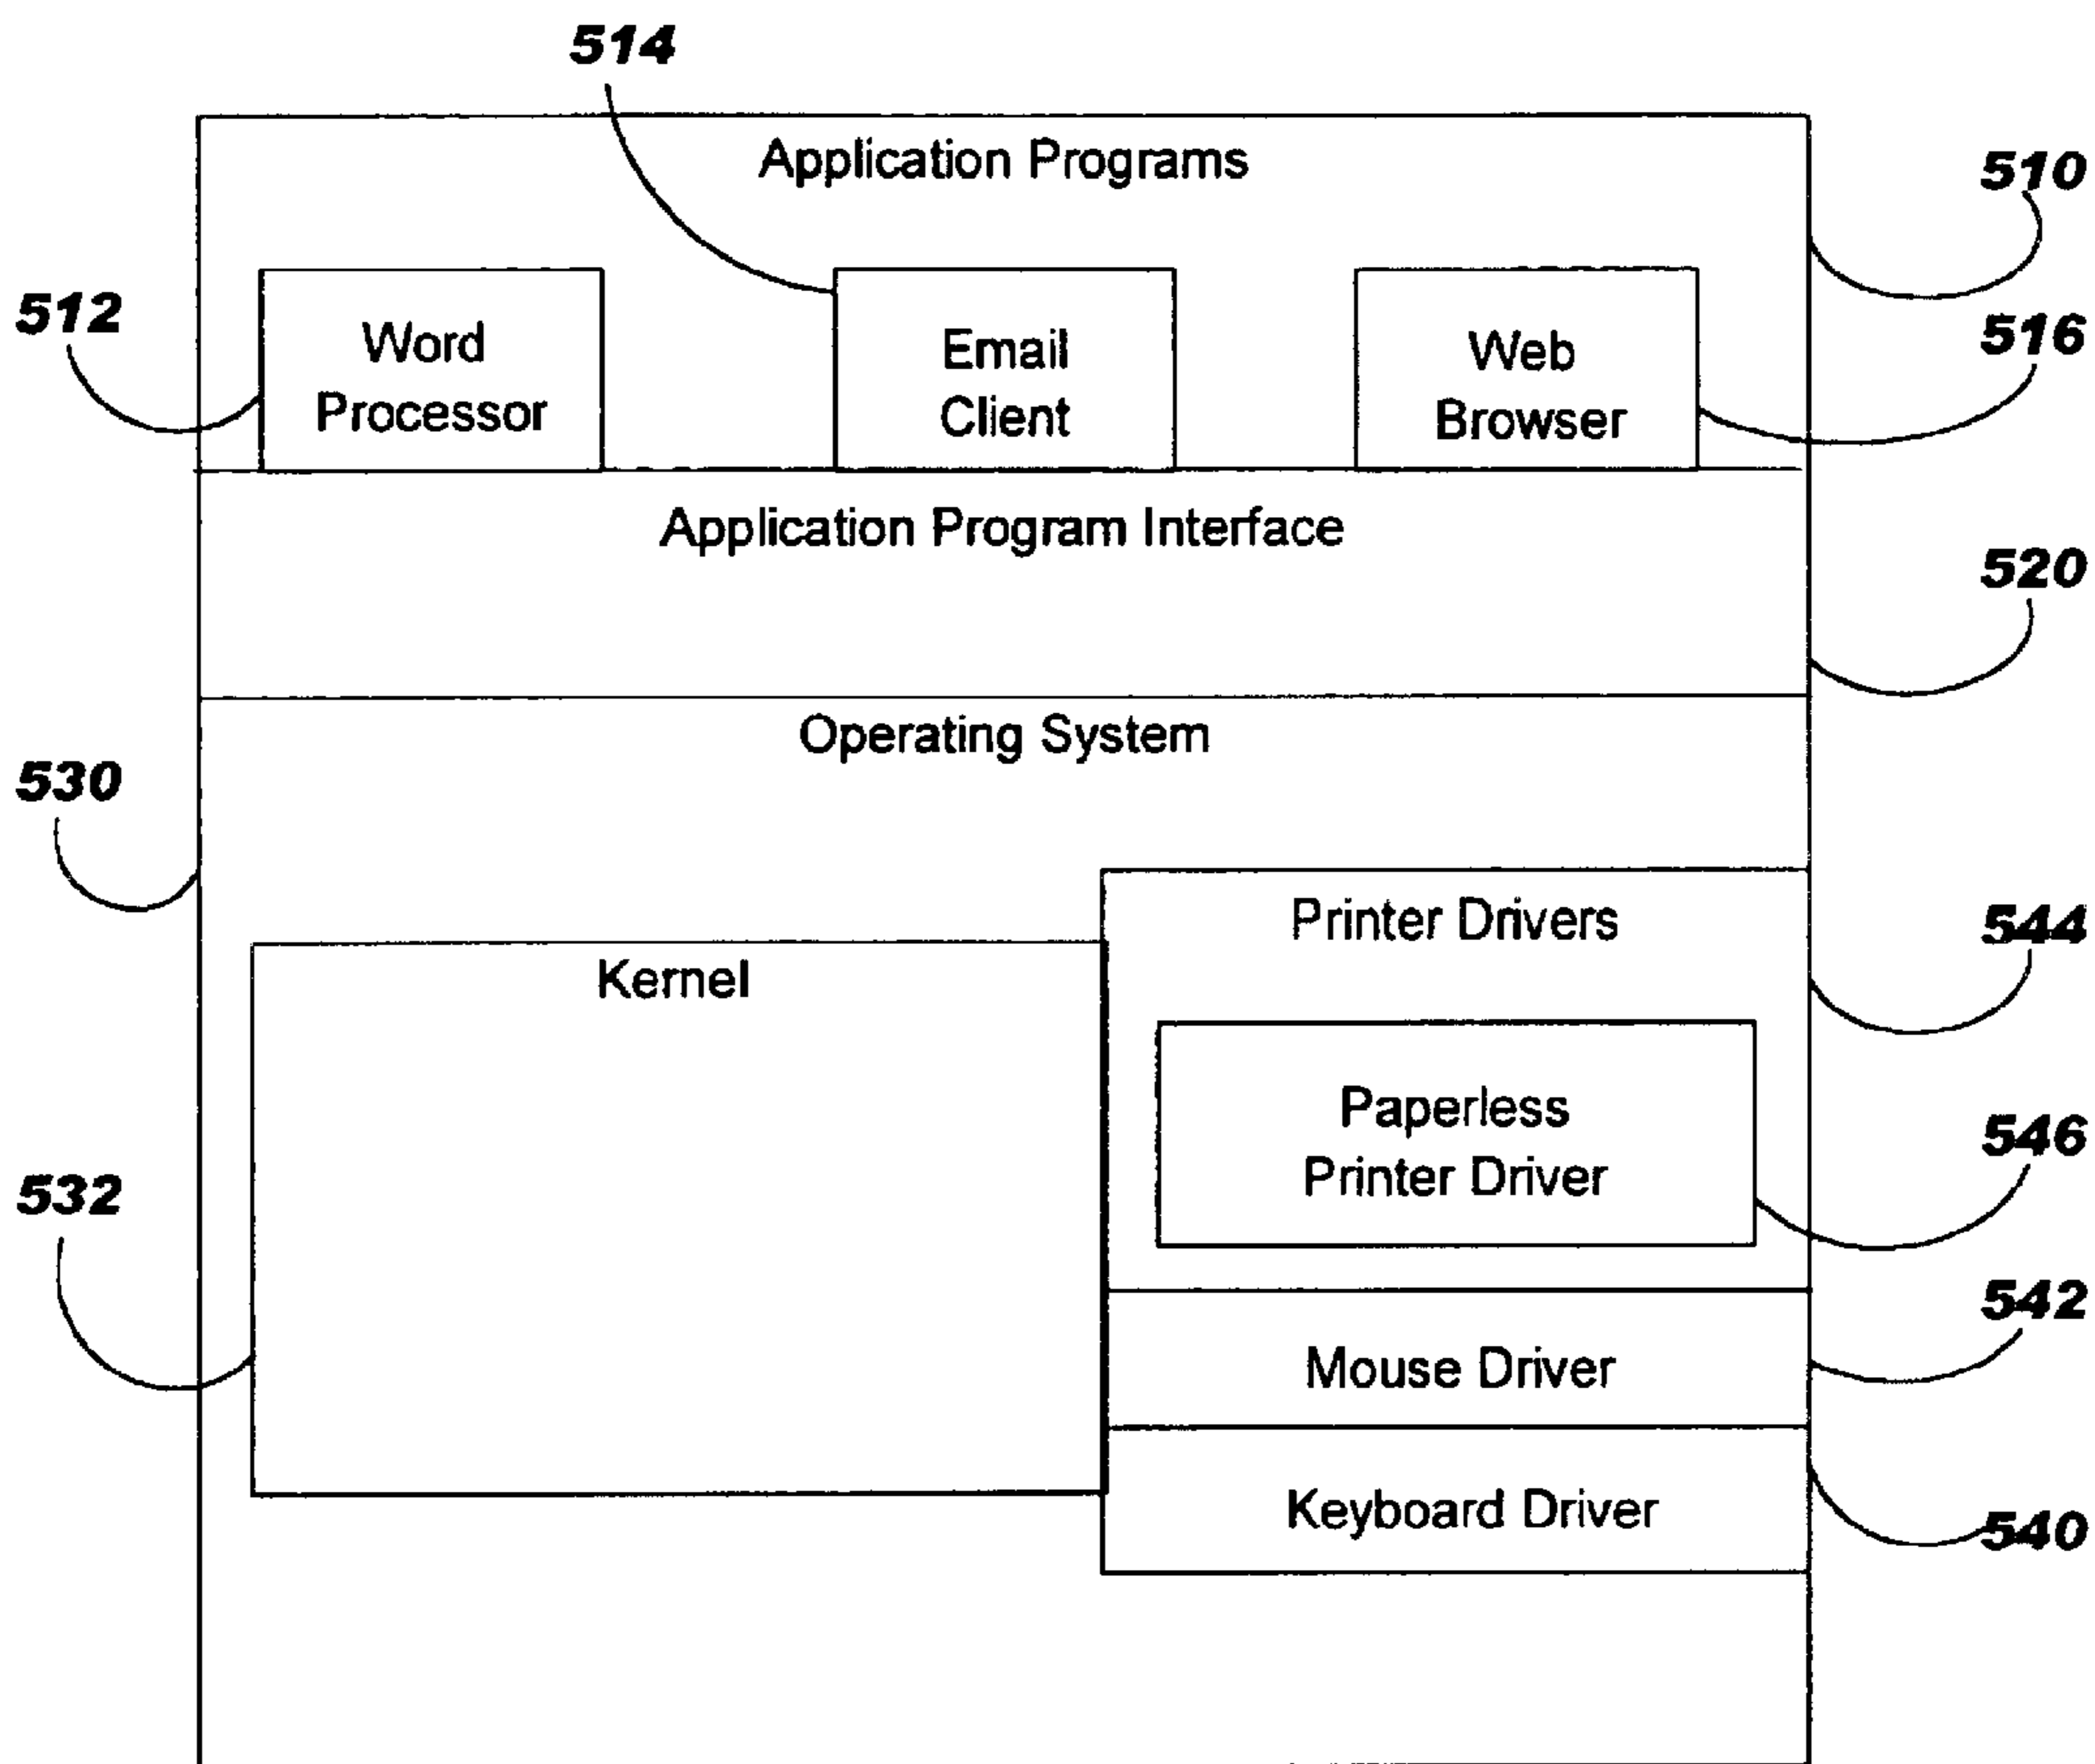 514
Application Programs
510
512
Word
Processor
Email
Client
Web
Browser
516
Application Program Interface
520
Operating System
530
Printer Drivers
544
Kernel
Paperless
Printer Driver
546
532
542
Mouse Driver
Keyboard Driver
540